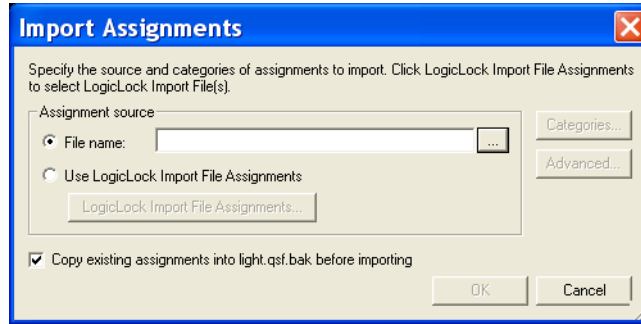 Import Assignments
Specify the source and categories of assignments to import. Click LogicLock Import File Assignments
to select LogicLock Import File(s).
Assignment source
File name:
...
Categories...
Use LogicLock Import File Assignments
Advanced...
LogicLock Import File Assignments...
Copy existing assignments into light.qsf.bak before importing
OK
Cancel